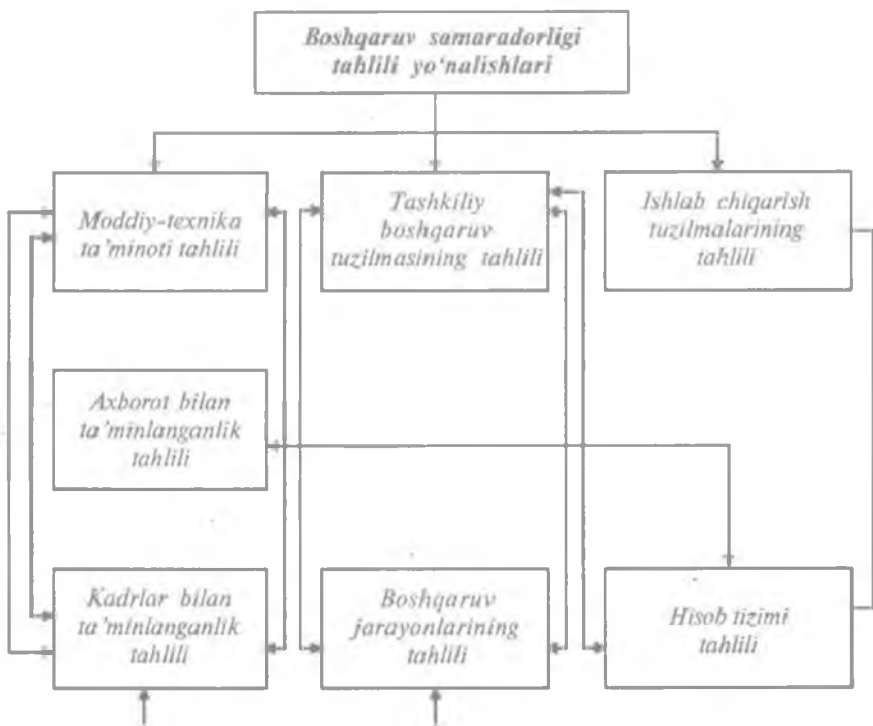 Boshqaruv samaradorligi
tahlili yo‘nalishlari
Moddiy-texnika
ta’minoti tahlili
Tashkiliy
boshqaruv
tuzilmasining tahlili
Ishlab chiqarish
tuzilmalarining
tahlili
Axborot bilan
ta’minlanganlik
tahlili
Kadrlar bilan
ta’minlanganlik
tahlili
Boshqaruv
jarayonlarining
tahlili
Hisob tizimi
tahlili